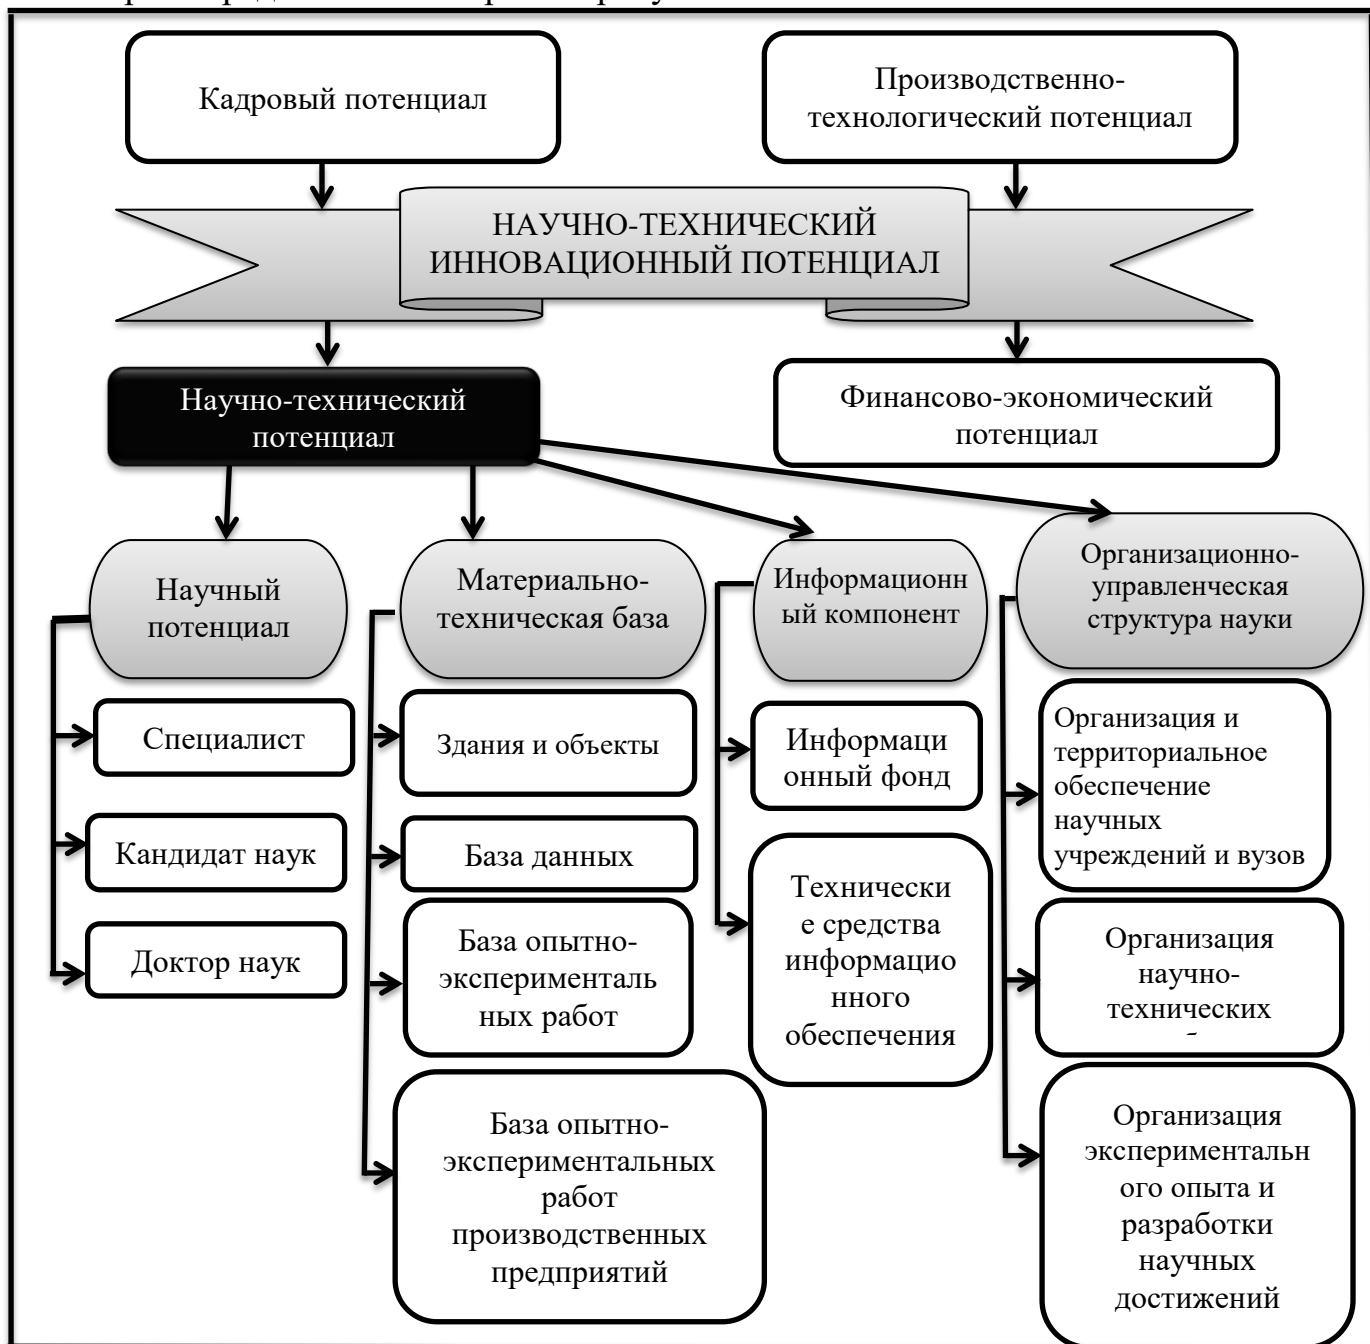 Кадровый потенциал
Производственно-
технологический потенциал
НАУЧНО-ТЕХНИЧЕСКИЙ
ИННОВАЦИОННЫЙ ПОТЕНЦИАЛ
Научно-технический
потенциал
Финансово-экономический
потенциал
Научный
потенциал
Материально-
техническая база
Информационн
ый компонент
Организационно-
управленческая
структура науки
Специалист
Кандидат наук
Доктор наук
Здания и объекты
База данных
База опытно-
эксперименталь
ных работ
База опытно-
экспериментальных
работ
производственных
предприятий
Информаци
онный фонд
Технически
е средства
информацио
нного
обеспечения
Организация и
территориальное
обеспечение
научных
учреждений и вузов
Организация
научно-
технических
Организация
экспериментальн
ого опыта и
разработки
научных
достижений